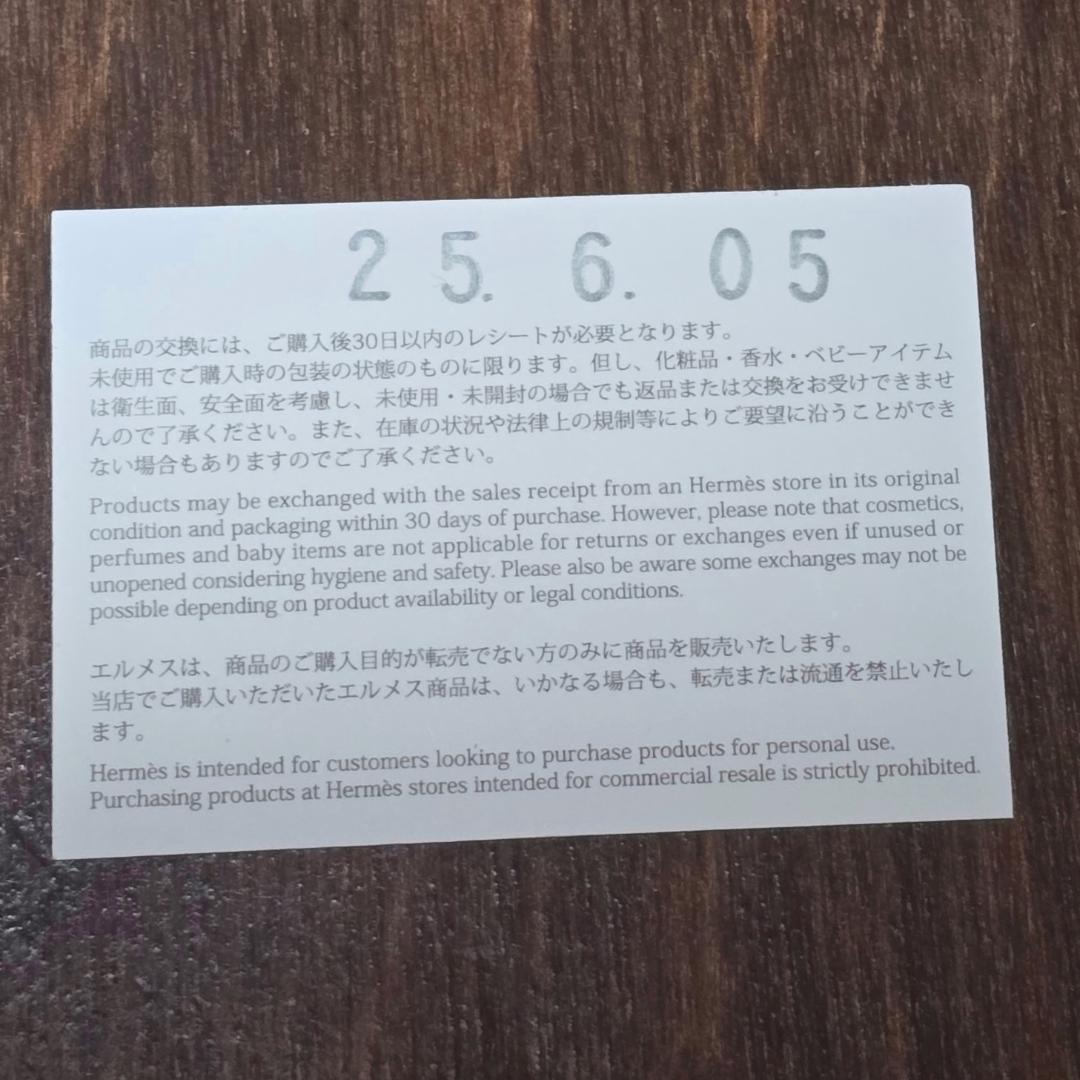 25. 6. 05
商品の交換には、ご購入後30日以内のレシートが必要となります。
未使用でご購入時の包装の状態のものに限ります。但し、化粧品・香水・ベビーアイテム
は衛生面、安全面を考慮し、未使用・未開封の場合でも返品または交換をお受けできませ
んので了承ください。また、在庫の状況や法律上の規制等によりご要望に沿うことができ
ない場合もありますのでご了承ください。
Products may be exchanged with the sales receipt from an Hermès store in its original
condition and packaging within 30 days of purchase. However, please note that cosmetics,
perfumes and baby items are not applicable for returns or exchanges even if unused or
unopened considering hygiene and safety. Please also be aware some exchanges may not be
possible depending on product availability or legal conditions.
エルメスは、商品のご購入目的が転売でない方のみに商品を販売いたします。
当店でご購入いただいたエルメス商品は、いかなる場合も、転売または流通を禁止いたし
ます。
Hermès is intended for customers looking to purchase products for personal use.
Purchasing products at Hermès stores intended for commercial resale is strictly prohibited.